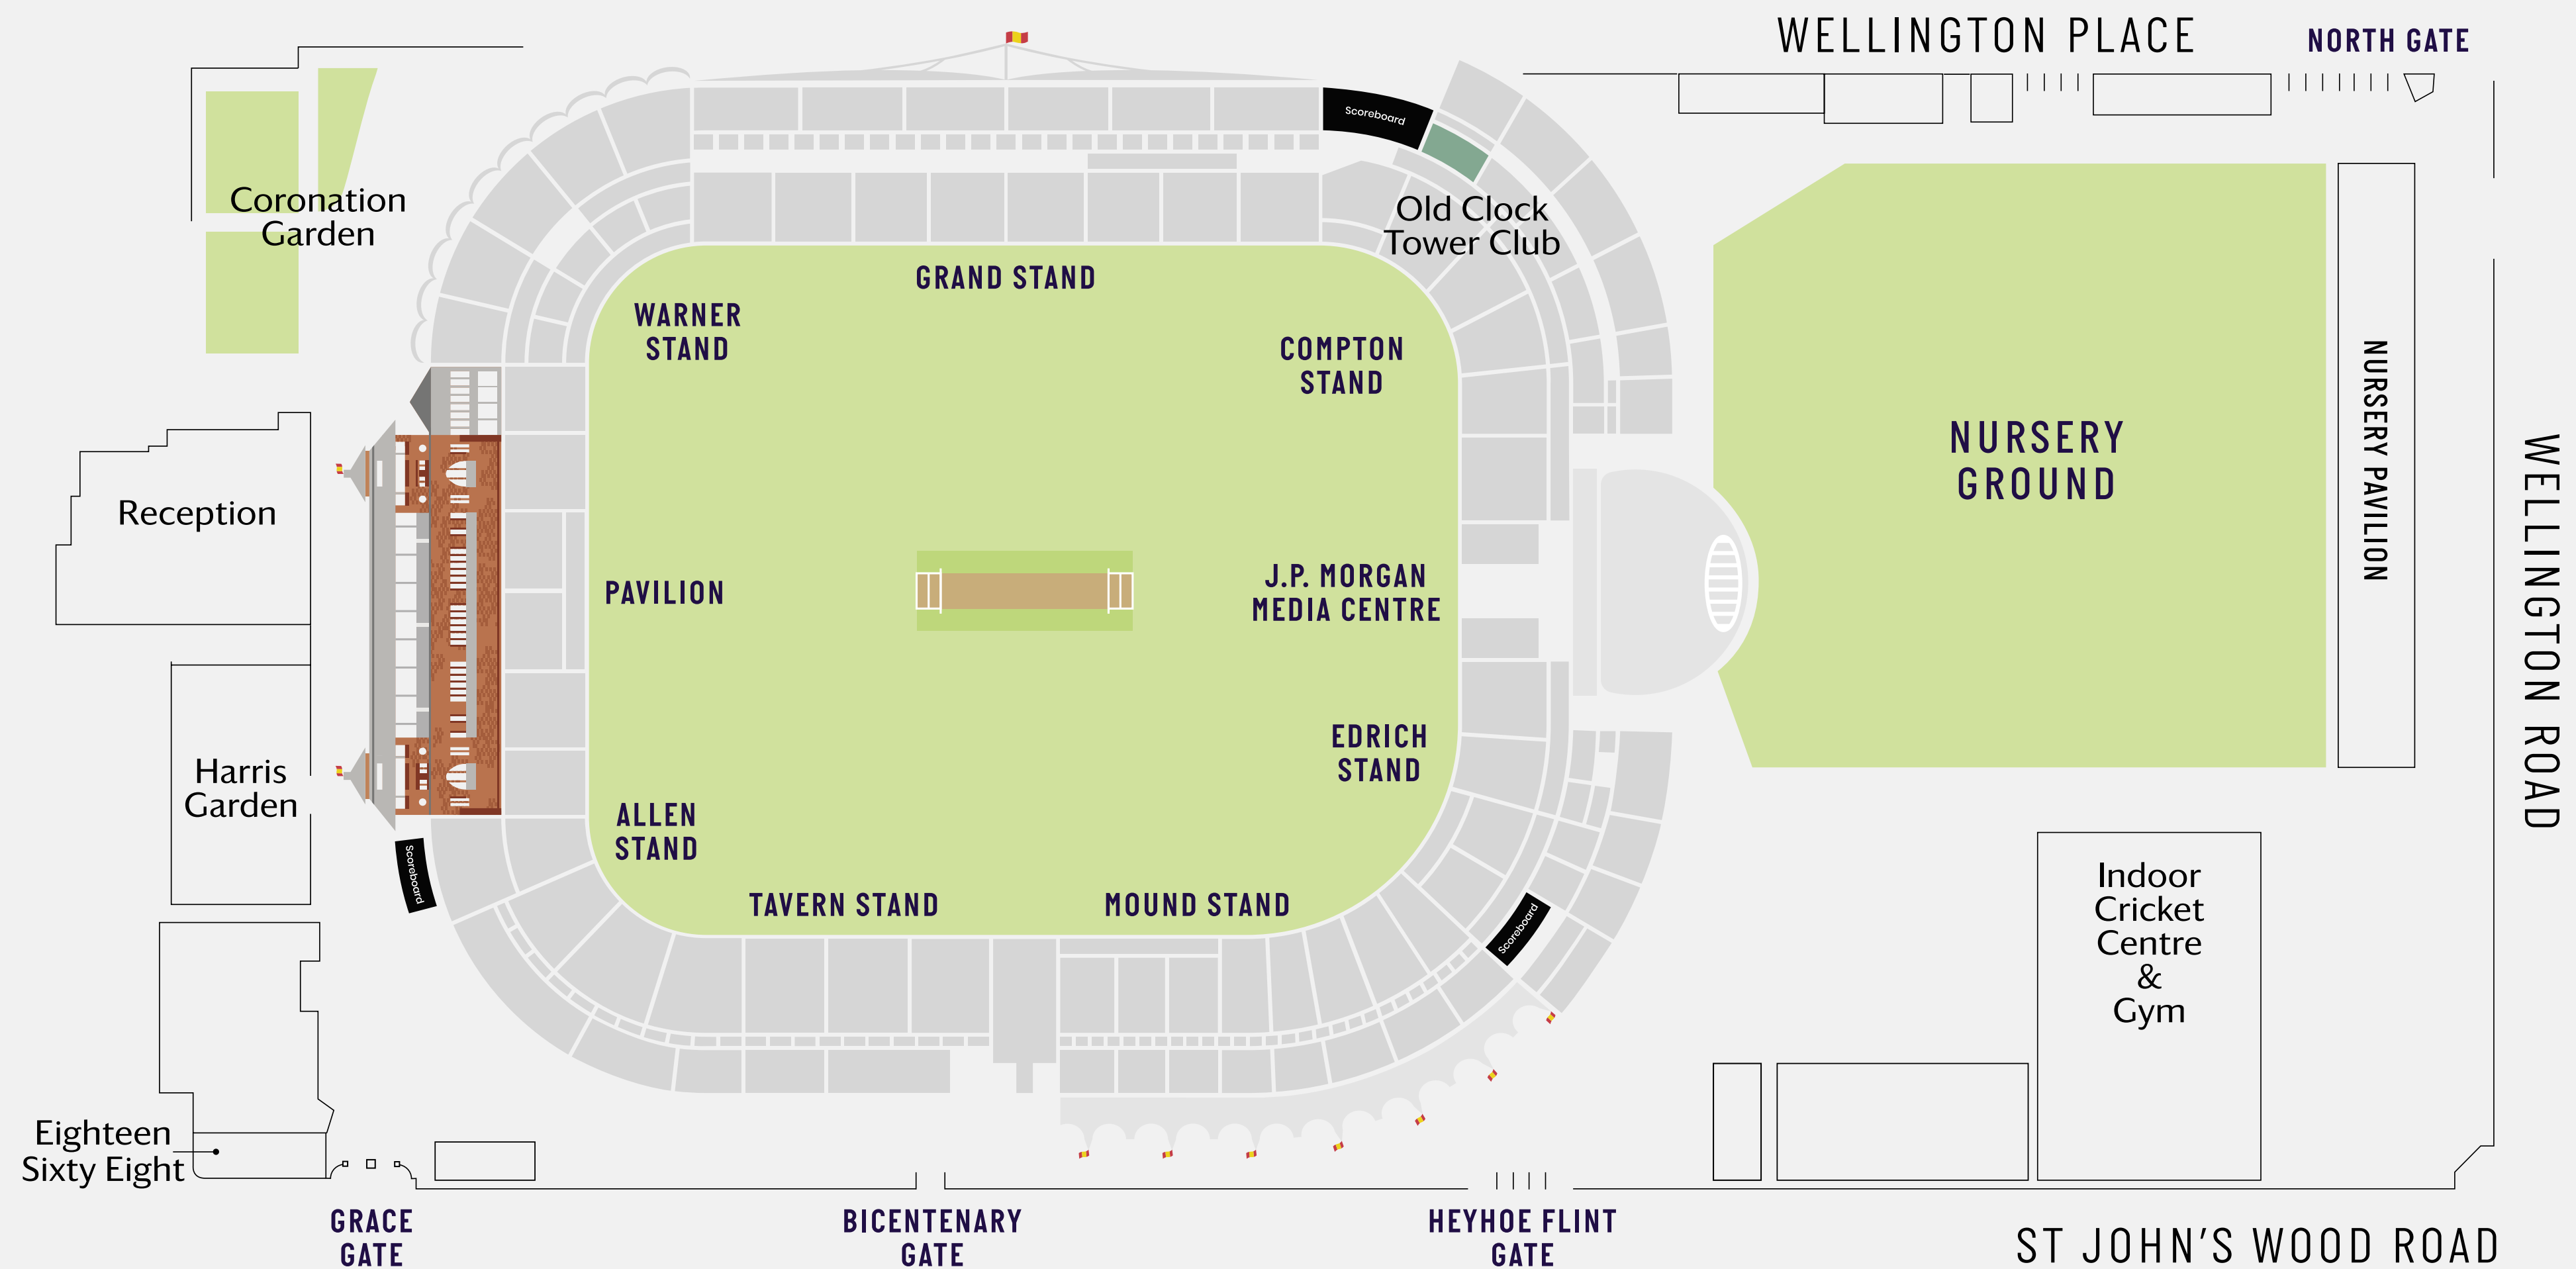 WELLINGTON PLACE
NORTH GATE
Scoreboard
Coronation
Garden
Old Clock
Tower Club
GRAND STAND
WARNER
STAND
COMPTON
STAND
NURSERY
GROUND
NURSERY PAVILION
WELLINGTON ROAD
Reception
PAVILION
J.P. MORGAN
MEDIA CENTRE
EDRICH
STAND
Harris
Garden
ALLEN
STAND
Scoreboard
TAVERN STAND
MOUND STAND
Scoreboard
Indoor
Cricket
Centre
&
Gym
Eighteen
Sixty Eight
GRACE
GATE
BICENTENARY
GATE
HEYHOE FLINT
GATE
ST JOHN’S WOOD ROAD